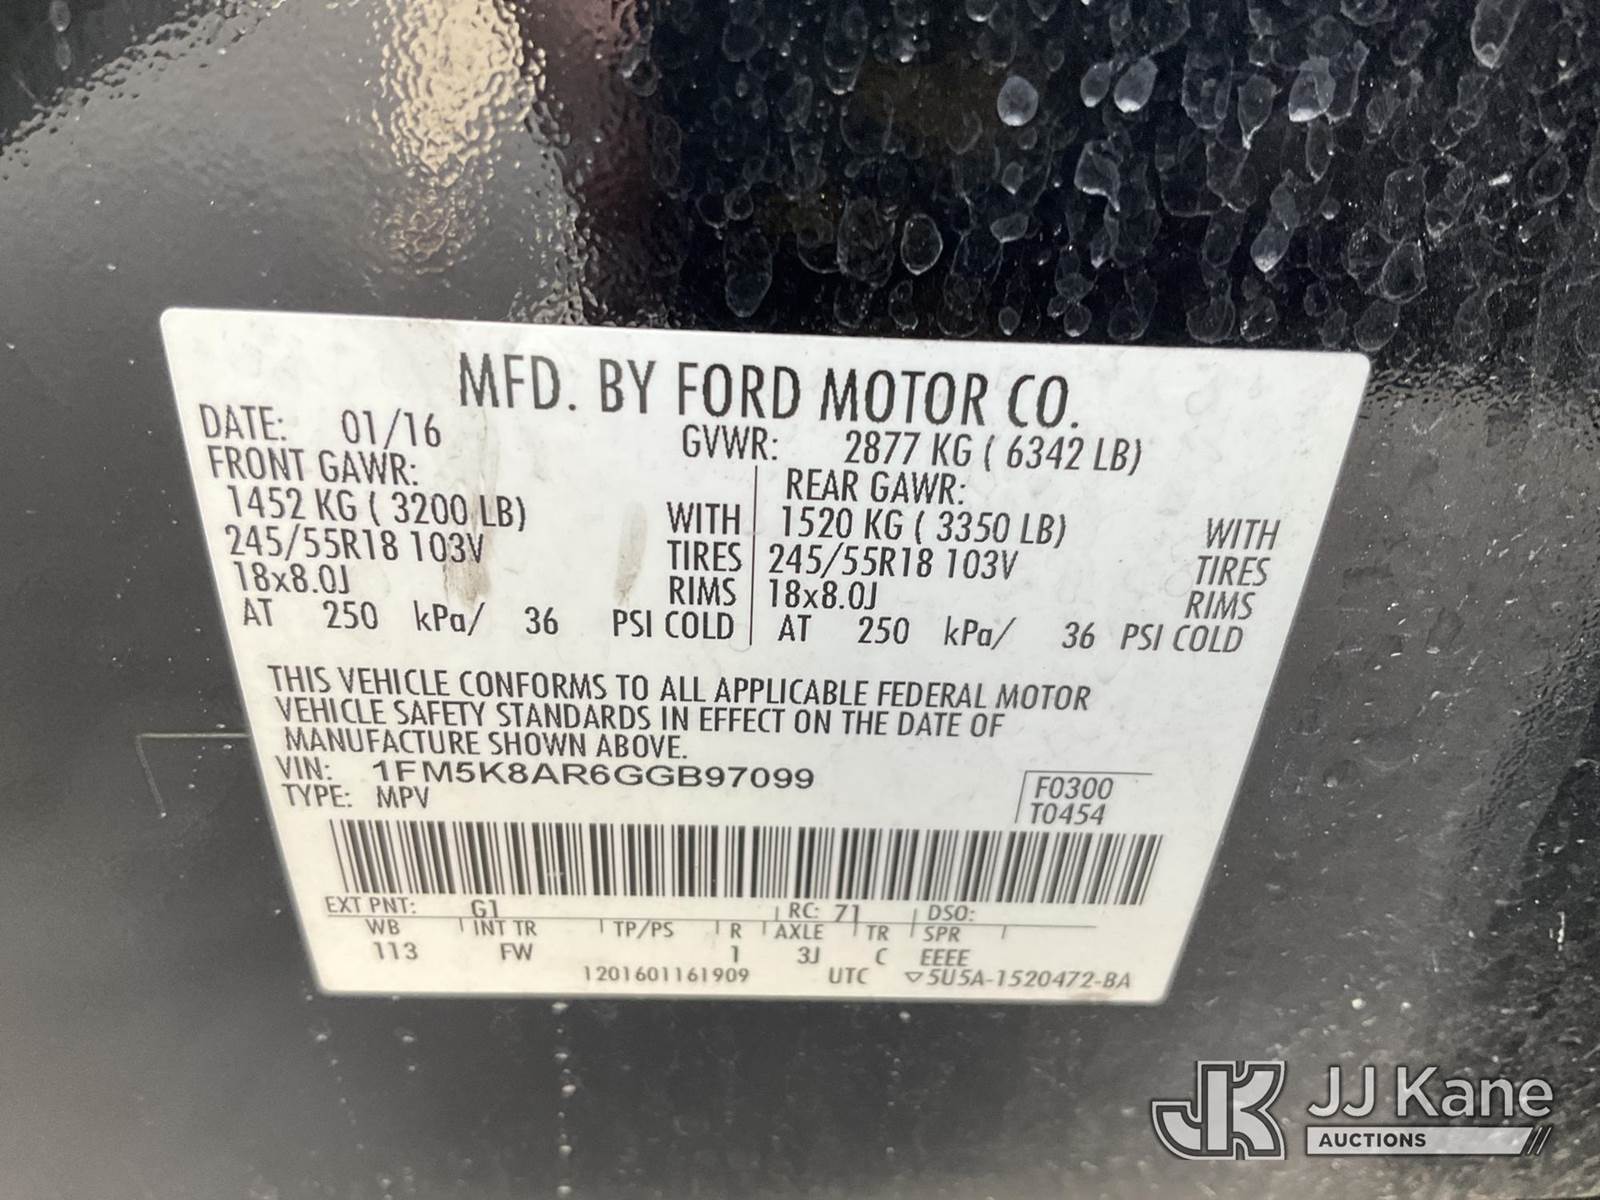 MFD. BY FORD MOTOR CO.
DATE: 01/16 GVWR: 2877 KG ( 6342 LB)
FRONT GAWR: REAR GAWR:
1452 KG ( 3200 LB) WITH 1520 KG ( 3350 LB) WITH
245/55R18 103V TIRES 245/55R18 103V TIRES
18x8.0J RIMS 18x8.0J RIMS
AT 250 kPa/ 36 PSI COLD AT 250 kPa/ 36 PSI COLD
THIS VEHICLE CONFORMS TO ALL APPLICABLE FEDERAL MOTOR
VEHICLE SAFETY STANDARDS IN EFFECT ON THE DATE OF
MANUFACTURE SHOWN ABOVE.
VIN: 1FM5K8AR6GGB97099 F0300
TYPE: MPV T0454
EXT PNT: G1 RC: 71 DSO:
WB INT TR TP/PS R AXLE TR SPR
113 FW 1 3J C EEEE
1201601161909 UTC ▽5U5A-1520472-BA
JK JJ Kane
AUCTIONS